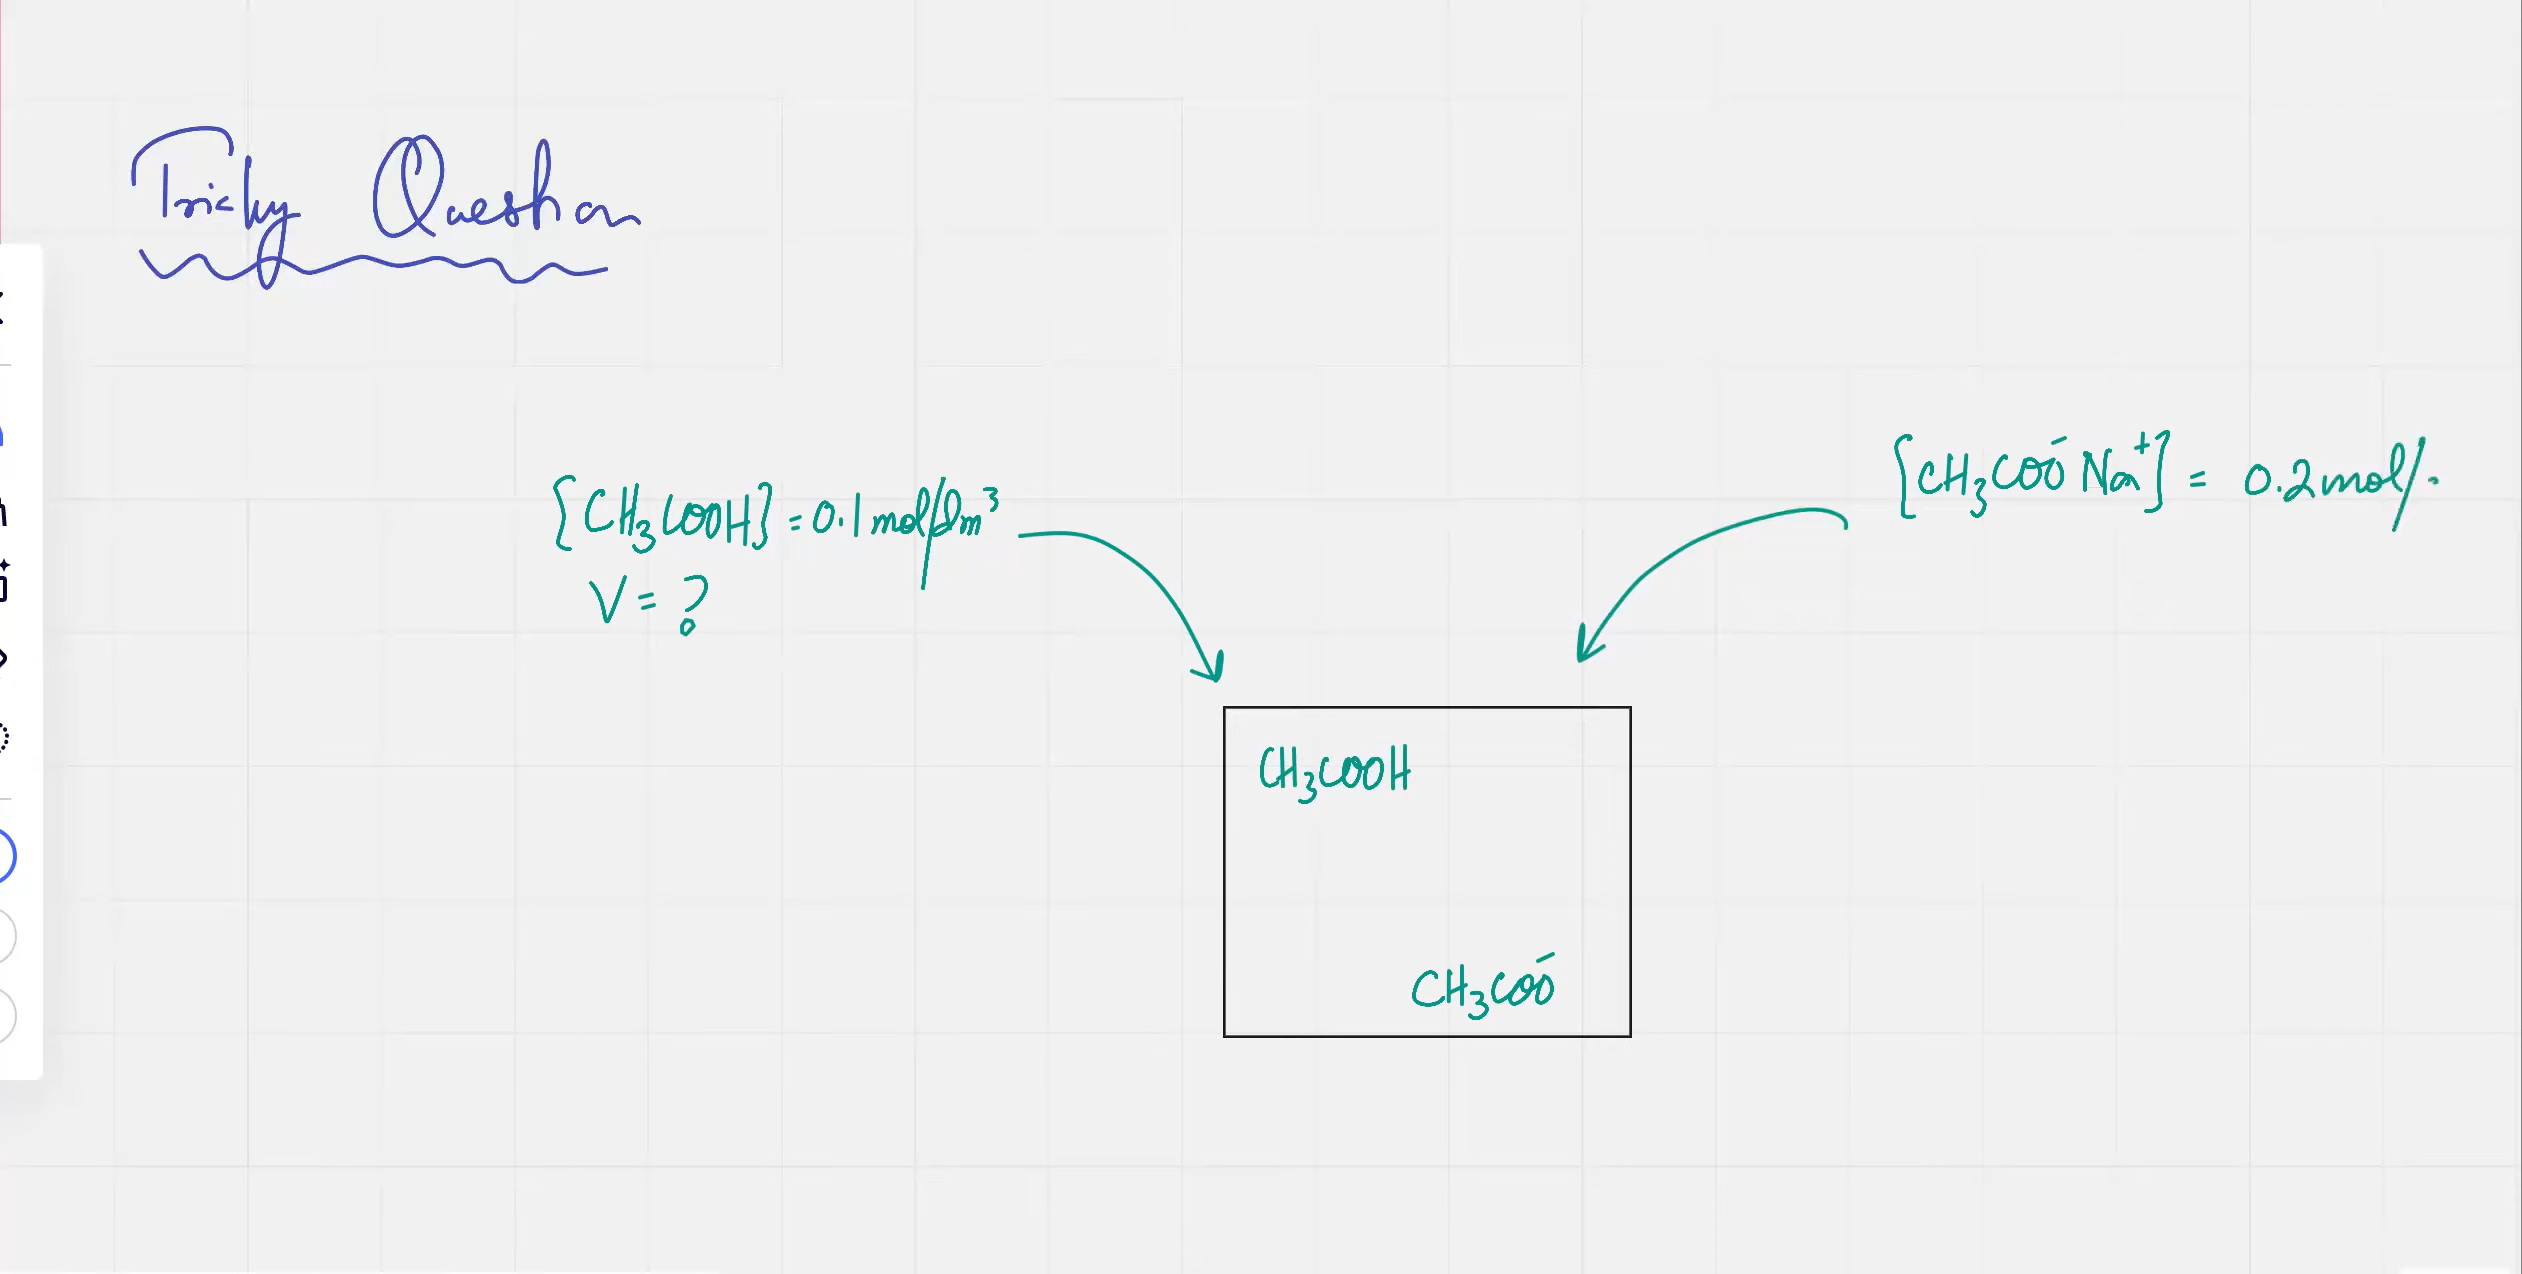 Tricky Question
[CH₃COOH] = 0.1 mol/dm³
V = ?
[CH₃COO⁻Na⁺] = 0.2 mol/
CH₃COOH
CH₃COO⁻